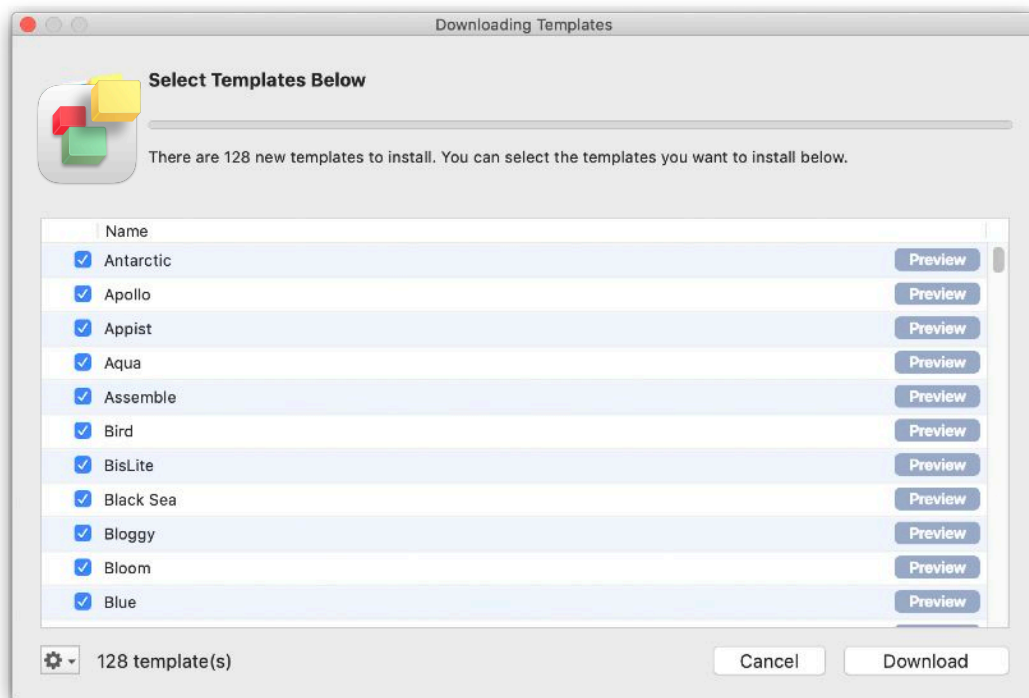 Downloading Templates
Select Templates Below
There are 128 new templates to install. You can select the templates you want to install below.
Name
Antarctic Preview
Apollo Preview
Appist Preview
Aqua Preview
Assemble Preview
Bird Preview
BisLite Preview
Black Sea Preview
Bloggy Preview
Bloom Preview
Blue Preview
128 template(s) Cancel Download